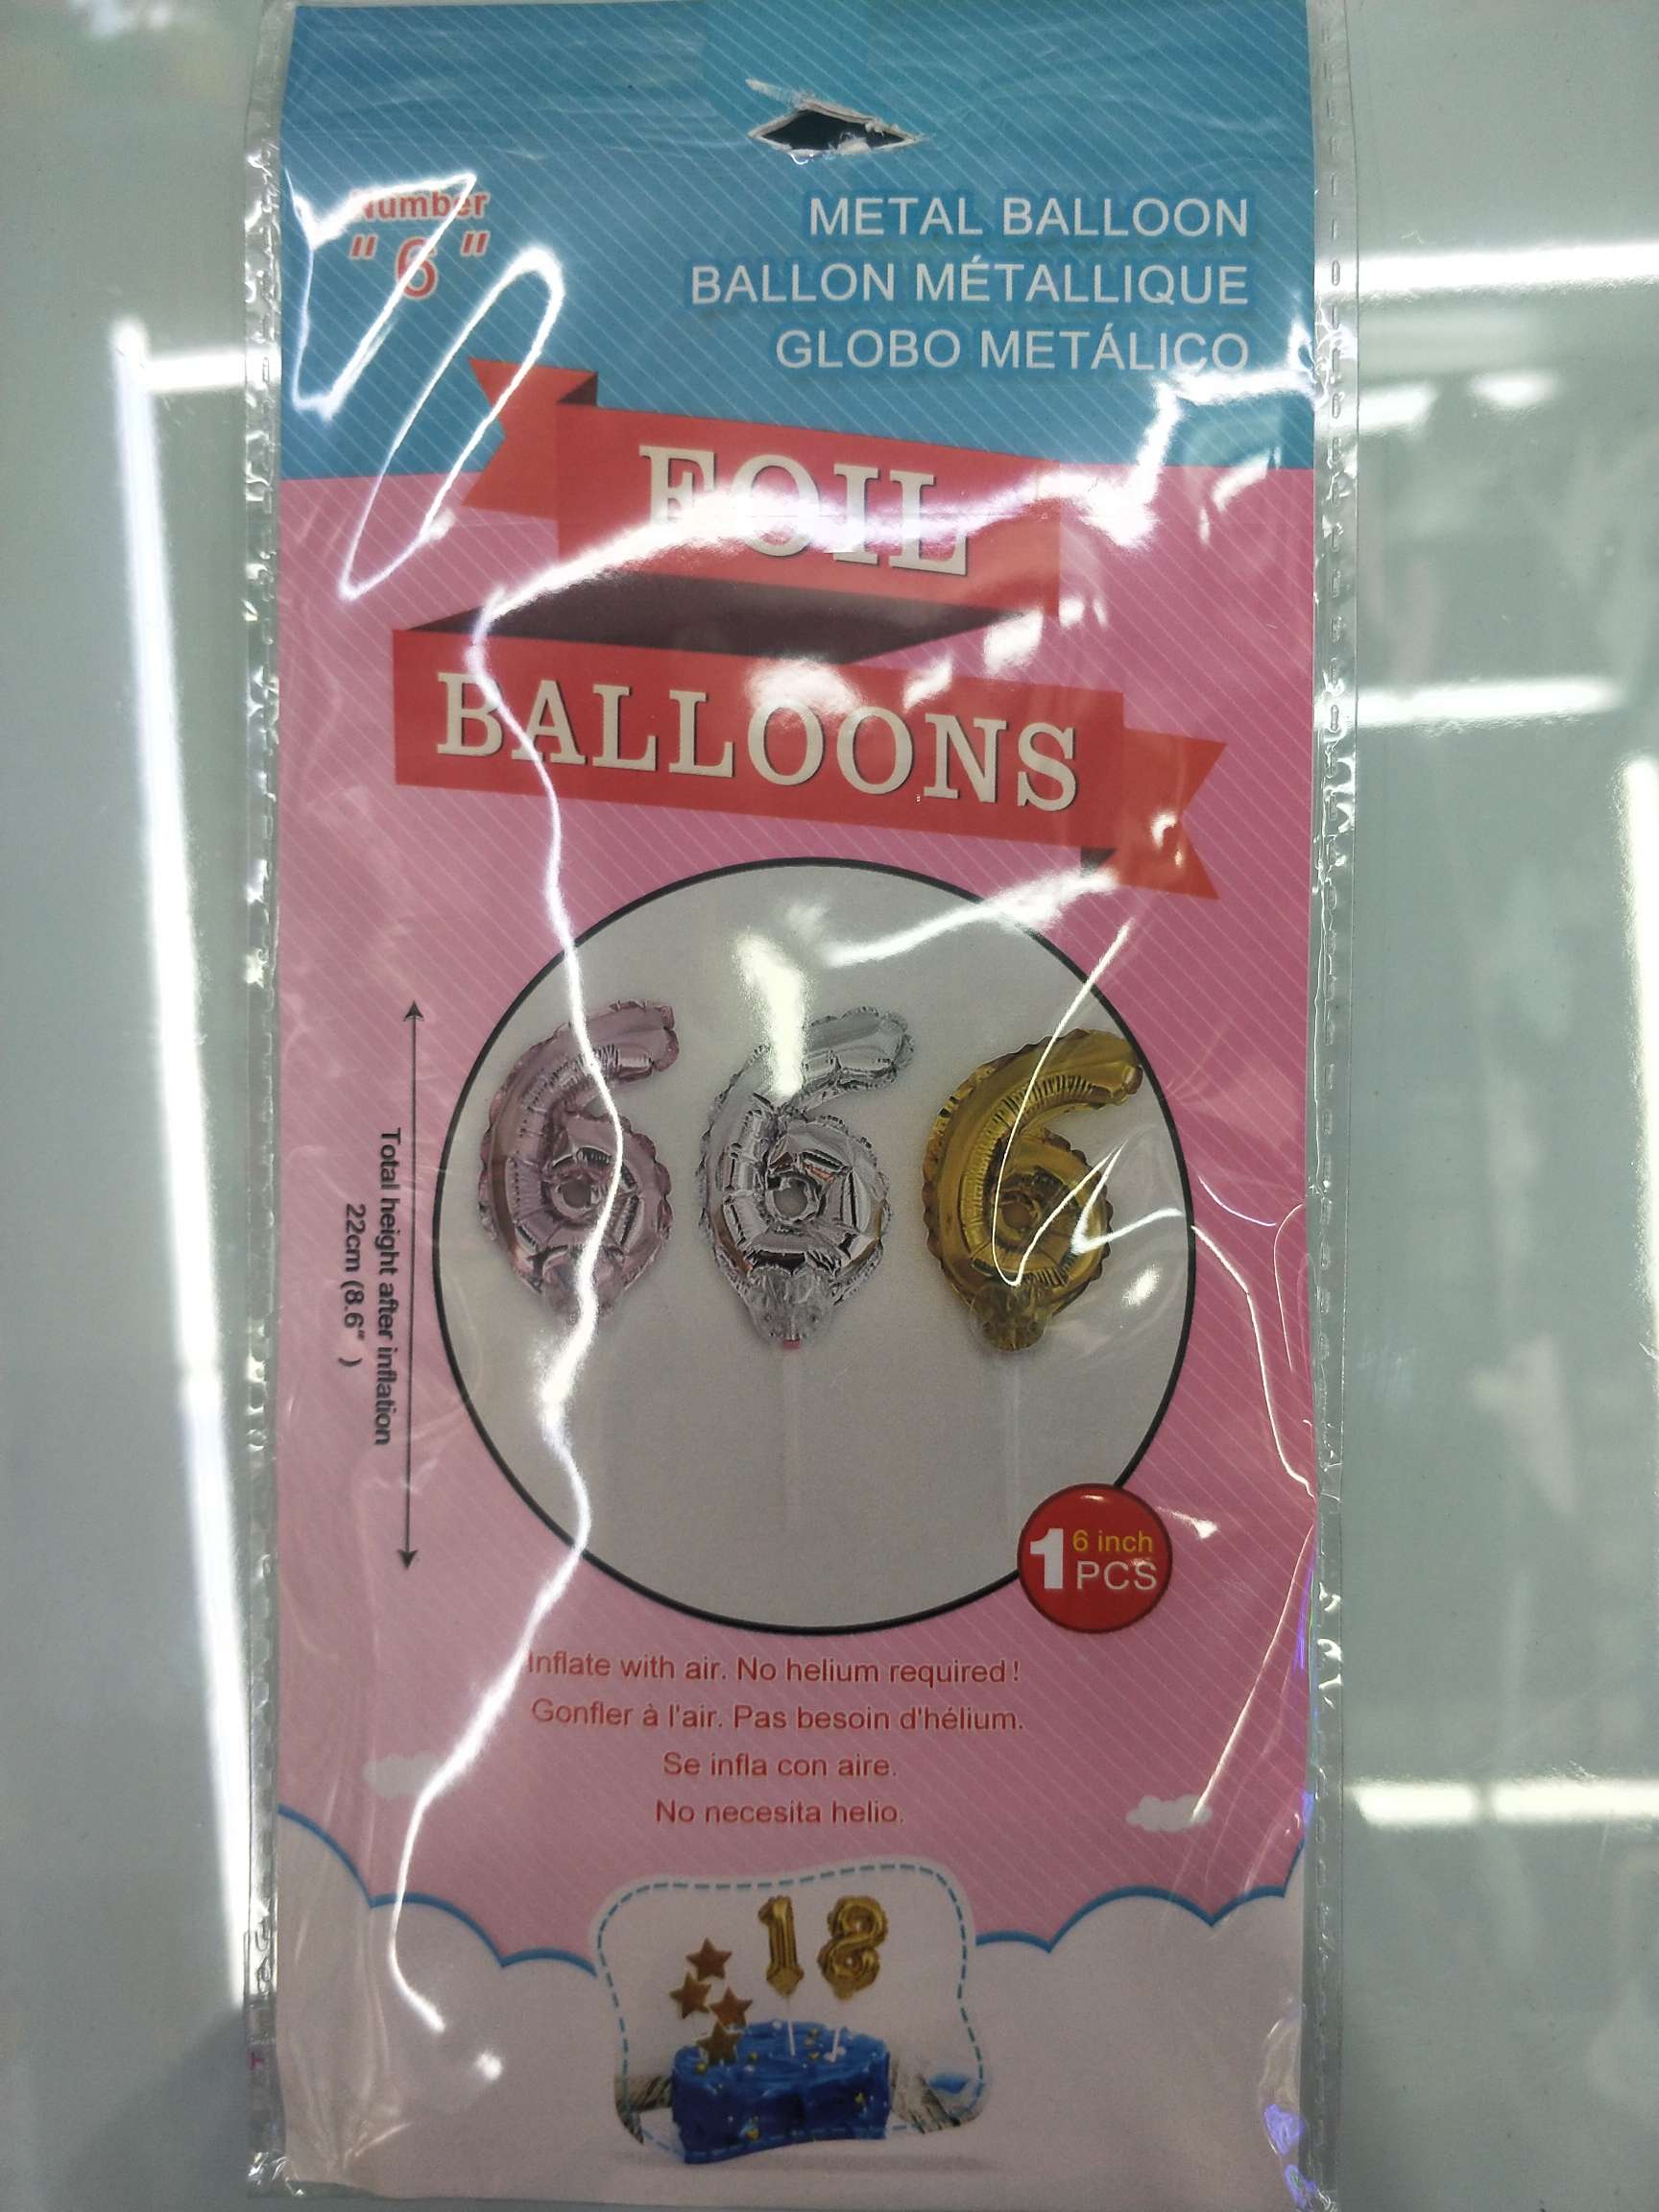 Number
" 6 "
METAL BALLOON
BALLON MÉTALLIQUE
GLOBO METÁLICO
FOIL
BALLOONS
Total height after inflation
22cm (8.6" )
1 6 inch
PCS
Inflate with air. No helium required !
Gonfler à l'air. Pas besoin d'hélium.
Se infla con aire.
No necesita helio.
18